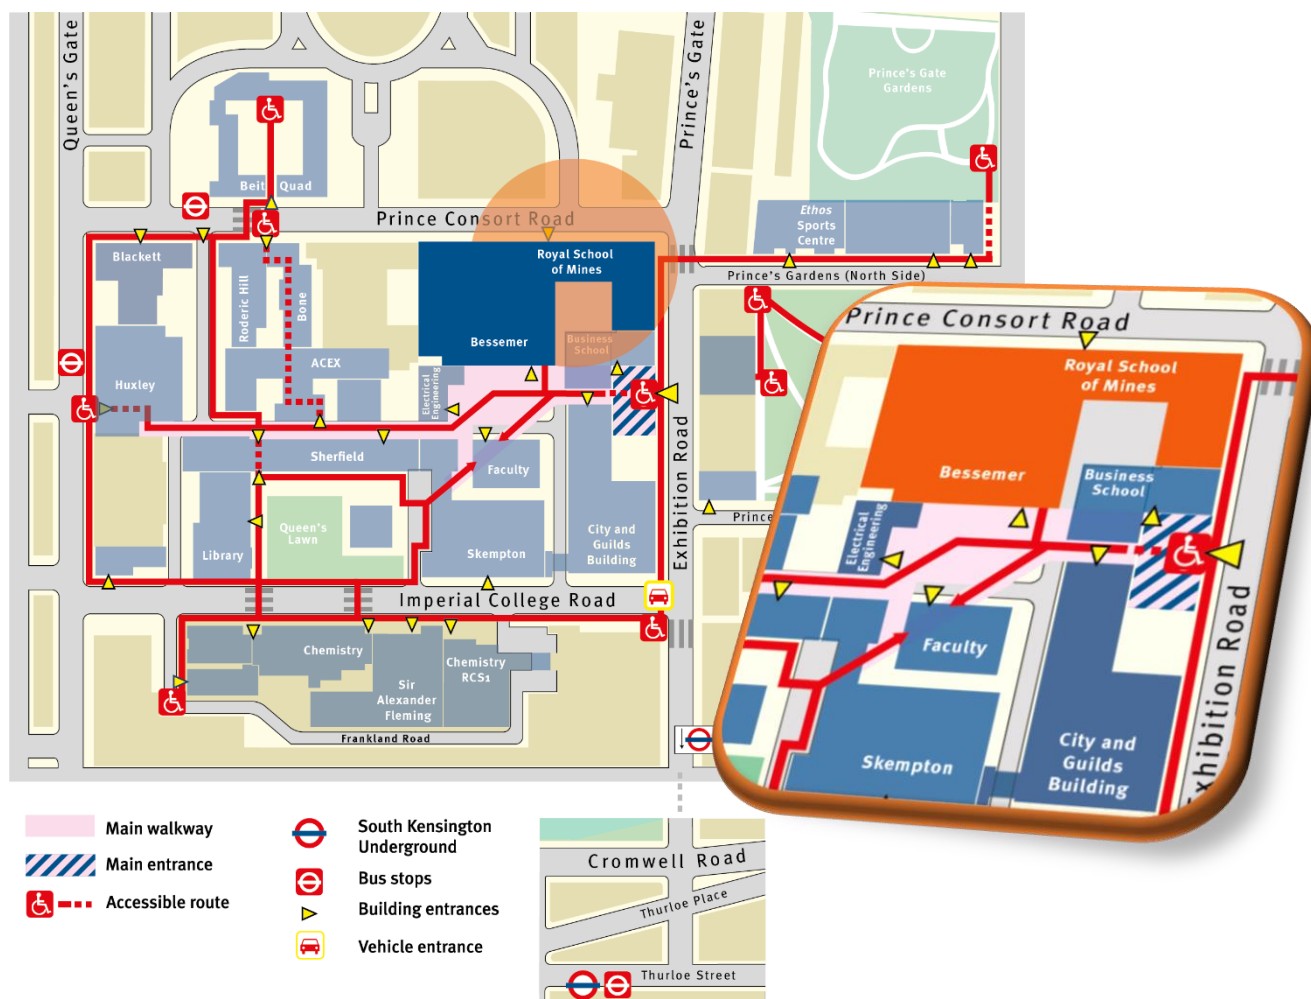 Queen's Gate
Prince's Gate
Prince's Gate
Gardens
Beit Quad
Prince Consort Road
Ethos
Sports
Centre
Blackett
Roderic Hill
Bone
Royal School
of Mines
Prince's Gardens (North Side)
Bessemer
Business
School
ACEX
Huxley
Electrical
Engineering
Sherfield
Faculty
Exhibition Road
Princ
Queen's
Lawn
Library
Skempton
City and
Guilds
Building
Imperial College Road
Chemistry
Chemistry
RCS1
Sir
Alexander
Fleming
Frankland Road
Prince Consort Road
Royal School
of Mines
Bessemer
Business
School
Electrical
Engineering
Faculty
Skempton
City and
Guilds
Building
Exhibition Road
Main walkway
Main entrance
Accessible route
South Kensington
Underground
Bus stops
Building entrances
Vehicle entrance
Cromwell Road
Thurloe Place
Thurloe Street